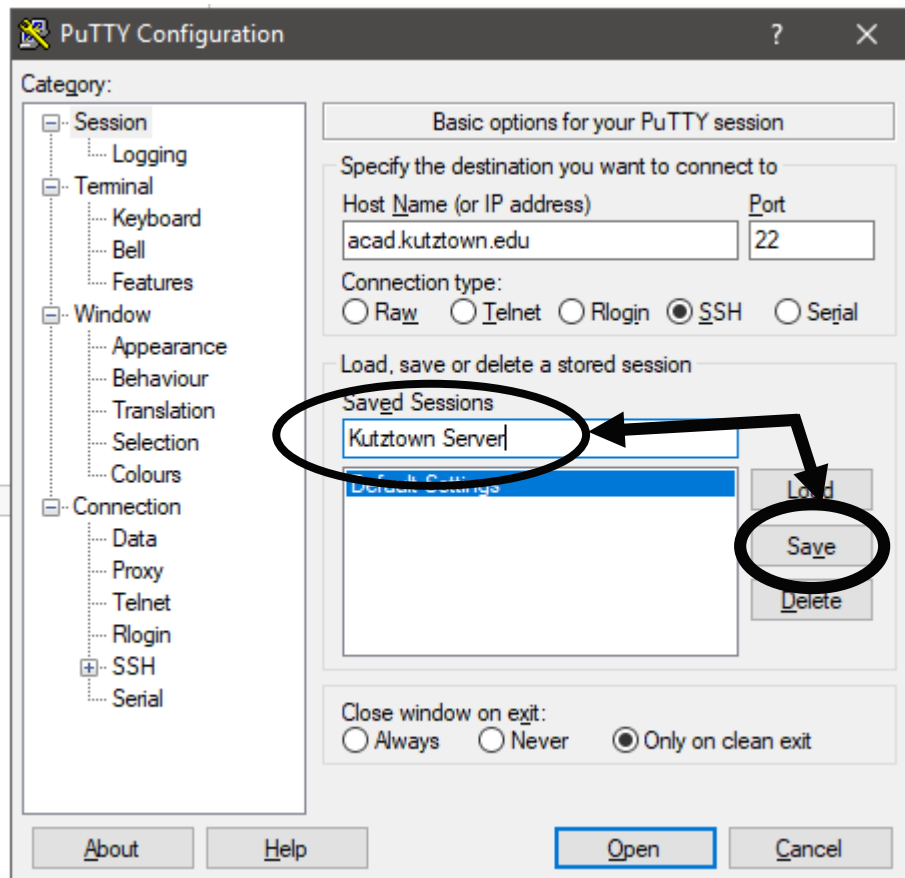 PuTTY Configuration ? ×
Category:
Session
Logging
Terminal
Keyboard
Bell
Features
Window
Appearance
Behaviour
Translation
Selection
Colours
Connection
Data
Proxy
Telnet
Rlogin
SSH
Serial
Basic options for your PuTTY session
Specify the destination you want to connect to
Host Name (or IP address) Port
acad.kutztown.edu 22
Connection type:
Raw Telnet Rlogin SSH Serial
Load, save or delete a stored session
Saved Sessions
Kutztown Server
Default Settings
Load
Save
Delete
Close window on exit:
Always Never Only on clean exit
About Help Open Cancel